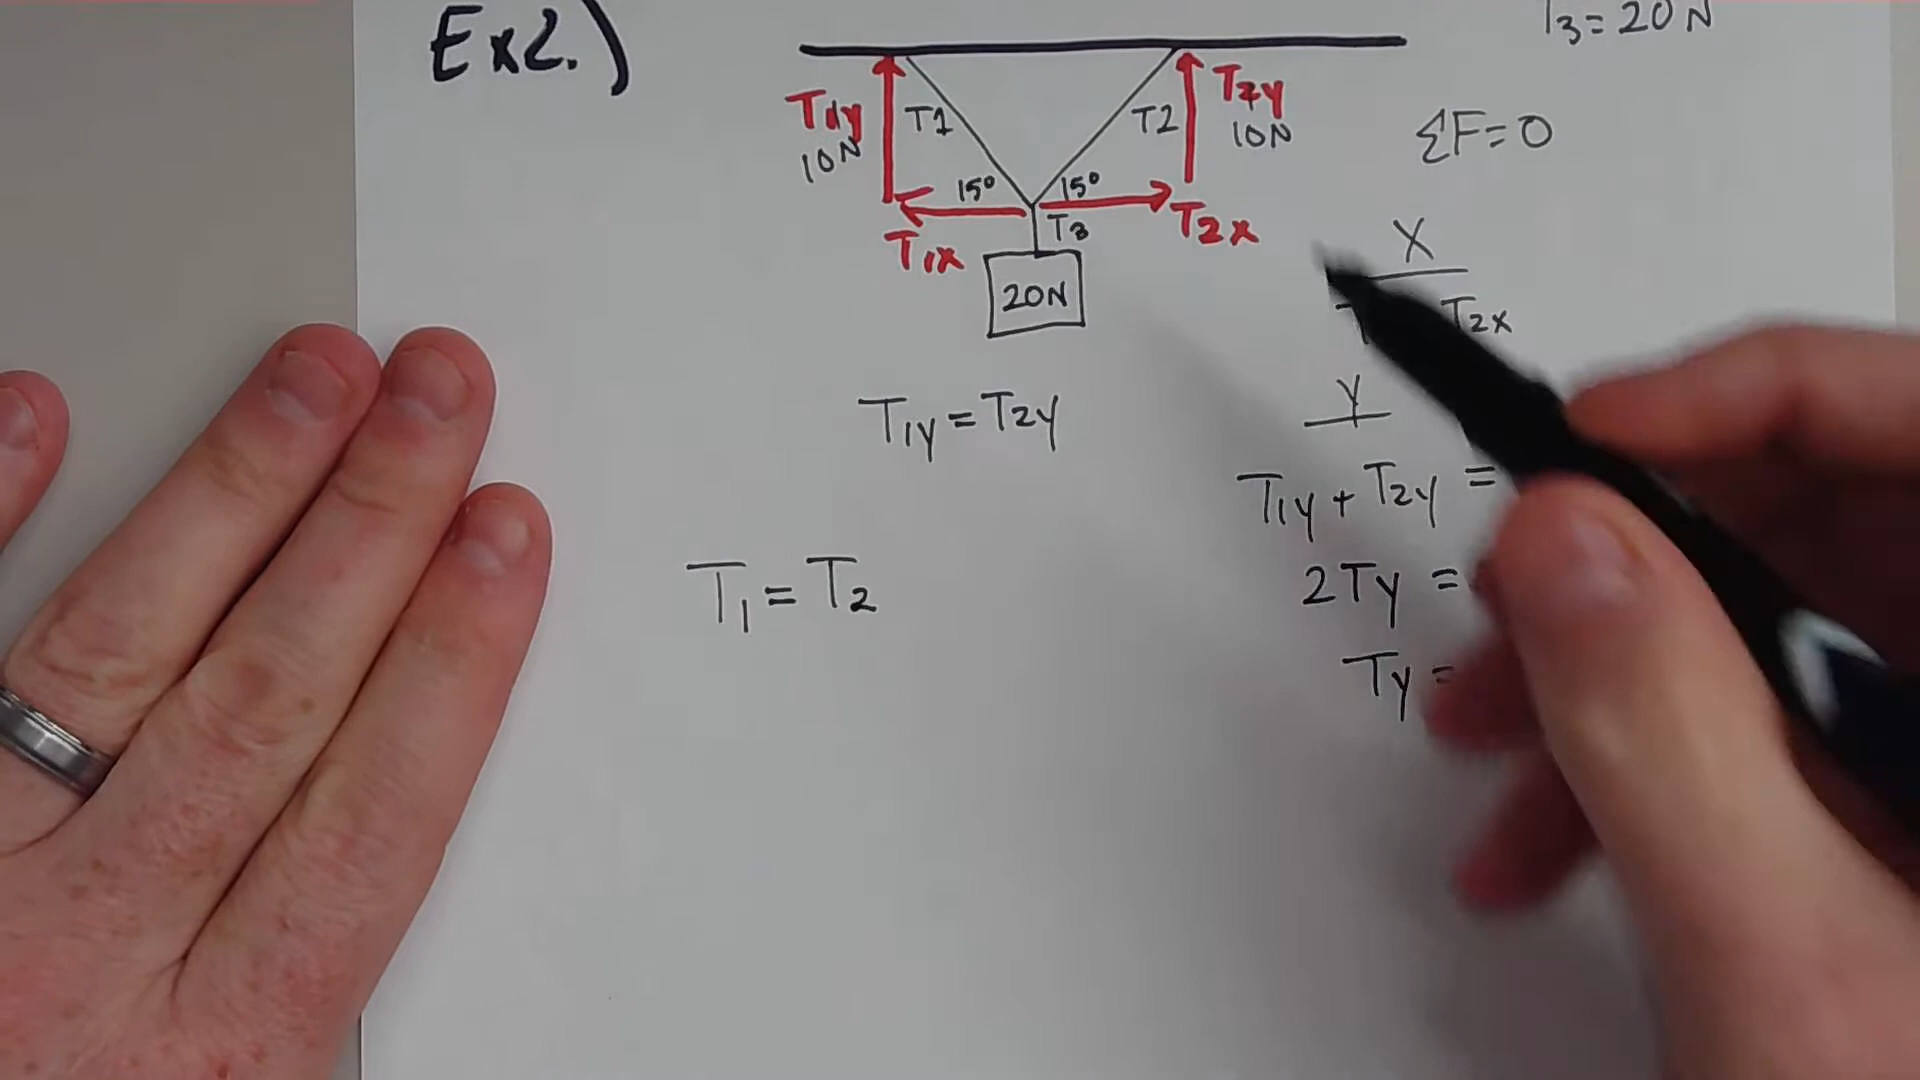 Ex2.)
T3 = 20N
T1y
10N
T1
T2
T2y
10N
ΣF=0
15°
15°
T1x
T3
T2x
20N
X
T2x
T1y = T2y
y
T1y + T2y =
T1 = T2
2Ty =
Ty =